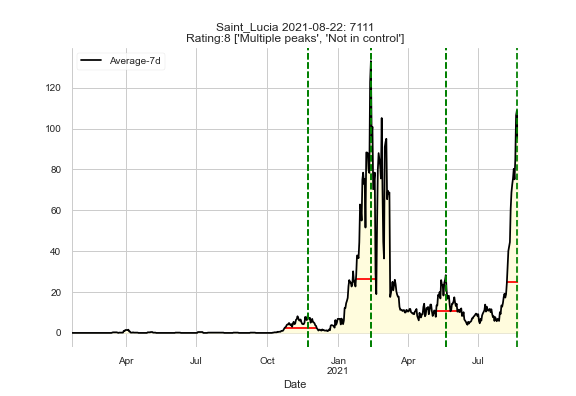 Saint_Lucia 2021-08-22: 7111
Rating:8 ['Multiple peaks', 'Not in control']
Average-7d
120
100
80
60
40
20
0
Apr Jul Oct Jan Apr Jul
2021
Date